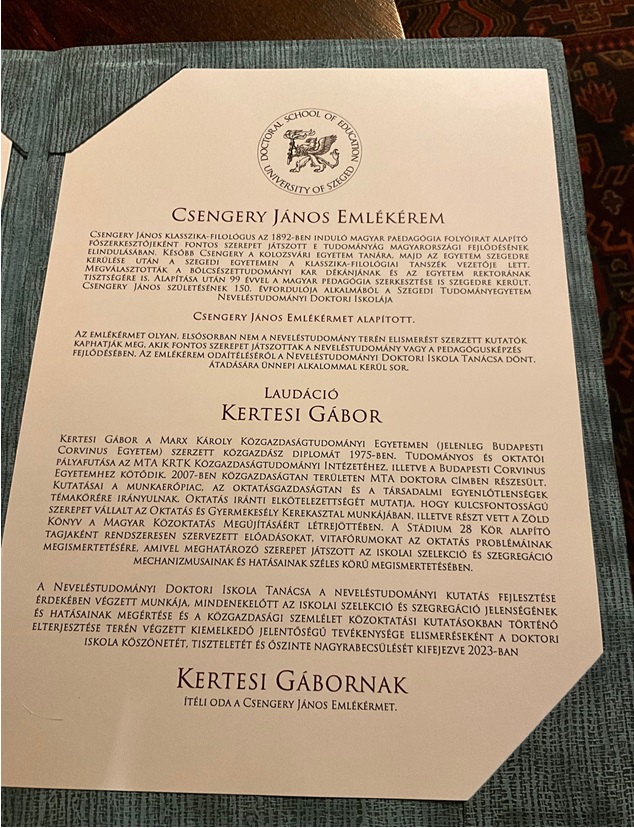 DOCTORAL SCHOOL OF EDUCATION
UNIVERSITY OF SZEGED
CSENGERY JÁNOS EMLÉKÉREM
CSENGERY JÁNOS KLASSZIKA-FILOLÓGUS AZ 1892-BEN INDULÓ MAGYAR PAEDAGÓGIA FOLYÓIRAT ALAPÍTÓ
FŐSZERKESZTŐJEKÉNT FONTOS SZEREPET JÁTSZOTT E TUDOMÁNYÁG MAGYARORSZÁGI FEJLŐDÉSÉNEK
ELINDULÁSÁBAN. KÉSŐBB CSENGERY A KOLOZSVÁRI EGYETEM TANÁRA, MAJD AZ EGYETEM SZEGEDRE
KERÜLÉSE UTÁN A SZEGEDI EGYETEMEN A KLASSZIKA-FILOLÓGIAI TANSZÉK VEZETŐJE LETT.
MEGVÁLASZTOTTÁK A BÖLCSÉSZETTUDOMÁNYI KAR DÉKÁNJÁNAK ÉS AZ EGYETEM REKTORÁNAK
TISZTSÉGÉRE IS. ALAPÍTÁSA UTÁN 99 ÉVVEL A MAGYAR PEDAGÓGIA SZERKESZTÉSE IS SZEGEDRE KERÜLT.
CSENGERY JÁNOS SZÜLETÉSÉNEK 150. ÉVFORDULÓJA ALKALMÁBÓL A SZEGEDI TUDOMÁNYEGYETEM
NEVELÉSTUDOMÁNYI DOKTORI ISKOLÁJA
CSENGERY JÁNOS EMLÉKÉRMET ALAPÍTOTT.
AZ EMLÉKÉRMET OLYAN, ELSŐSORBAN NEM A NEVELÉSTUDOMÁNY TERÉN ELISMERÉST SZERZETT KUTATÓK
KAPHATJÁK MEG, AKIK FONTOS SZEREPET JÁTSZOTTAK A NEVELÉSTUDOMÁNY VAGY A PEDAGÓGUSKÉPZÉS
FEJLŐDÉSÉBEN. AZ EMLÉKÉREM ODAÍTÉLÉSÉRŐL A NEVELÉSTUDOMÁNYI DOKTORI ISKOLA TANÁCSA DÖNT,
ÁTADÁSÁRA ÜNNEPI ALKALOMMAL KERÜL SOR.
LAUDÁCIÓ
KERTESI GÁBOR
KERTESI GÁBOR A MARX KÁROLY KÖZGAZDASÁGTUDOMÁNYI EGYETEMEN (JELENLEG BUDAPESTI
CORVINUS EGYETEM) SZERZETT KÖZGAZDÁSZ DIPLOMÁT 1975-BEN. TUDOMÁNYOS ÉS OKTATÓI
PÁLYAFUTÁSA AZ MTA KRTK KÖZGAZDASÁGTUDOMÁNYI INTÉZETÉHEZ, ILLETVE A BUDAPESTI CORVINUS
EGYETEMHEZ KÖTŐDIK. 2007-BEN KÖZGAZDASÁGTAN TERÜLETEN MTA DOKTORA CÍMBEN RÉSZESÜLT.
KUTATÁSAI A MUNKAERŐPIAC, AZ OKTATÁSGAZDASÁGTAN ÉS A TÁRSADALMI EGYENLŐTLENSÉGEK
TÉMAKÖRÉRE IRÁNYULNAK. OKTATÁS IRÁNTI ELKÖTELEZETTSÉGÉT MUTATJA, HOGY KULCSFONTOSSÁGÚ
SZEREPET VÁLLALT AZ OKTATÁS ÉS GYERMEKESÉLY KEREKASZTAL MUNKÁJÁBAN, ILLETVE RÉSZT VETT A ZÖLD
KÖNYV A MAGYAR KÖZOKTATÁS MEGÚJÍTÁSÁÉRT LÉTREJÖTTÉBEN. A STÁDIUM 28 KÖR ALAPÍTÓ
TAGJAKÉNT RENDSZERESEN SZERVEZETT ELŐADÁSOKAT, VITAFÓRUMOKAT AZ OKTATÁS PROBLÉMÁINAK
MEGISMERTETÉSÉRE, AMIVEL MEGHATÁROZÓ SZEREPET JÁTSZOTT AZ ISKOLAI SZELEKCIÓ ÉS SZEGREGÁCIÓ
MECHANIZMUSAINAK ÉS HATÁSAINAK SZÉLES KÖRŰ MEGISMERTETÉSÉBEN.
A NEVELÉSTUDOMÁNYI DOKTORI ISKOLA TANÁCSA A NEVELÉSTUDOMÁNYI KUTATÁS FEJLESZTÉSE
ÉRDEKÉBEN VÉGZETT MUNKÁJA, MINDENEKELŐTT AZ ISKOLAI SZELEKCIÓ ÉS SZEGREGÁCIÓ JELENSÉGÉNEK
ÉS HATÁSAINAK MEGÉRTÉSE ÉS A KÖZGAZDASÁGI SZEMLÉLET KÖZOKTATÁSI KUTATÁSOKBAN TÖRTÉNŐ
ELTERJESZTÉSE TERÉN VÉGZETT KIEMELKEDŐ JELENTŐSÉGŰ TEVÉKENYSÉGE ELISMERÉSEKÉNT A DOKTORI
ISKOLA KÖSZÖNETÉT, TISZTELETÉT ÉS ŐSZINTE NAGYRABECSÜLÉSÉT KIFEJEZVE 2023-BAN
KERTESI GÁBORNAK
ÍTÉLI ODA A CSENGERY JÁNOS EMLÉKÉRMET.